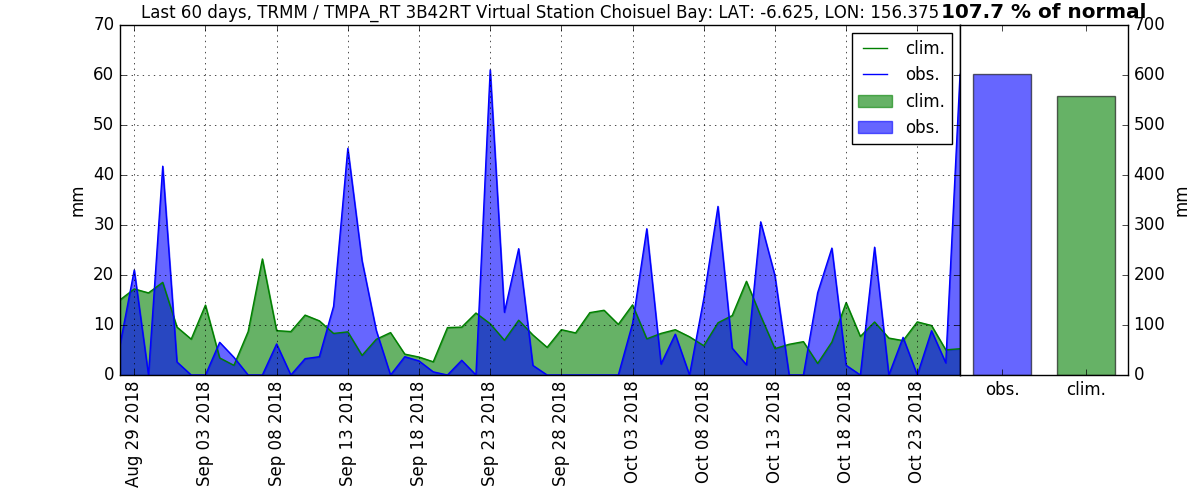 Last 60 days, TRMM / TMPA_RT 3B42RT Virtual Station Choisuel Bay: LAT: -6.625, LON: 156.375
107.7 % of normal
70
60
50
40
30
20
10
0
mm
clim.
obs.
clim.
obs.
Aug 29 2018
Sep 03 2018
Sep 08 2018
Sep 13 2018
Sep 18 2018
Sep 23 2018
Sep 28 2018
Oct 03 2018
Oct 08 2018
Oct 13 2018
Oct 18 2018
Oct 23 2018
700
600
500
400
300
200
100
0
mm
obs.
clim.